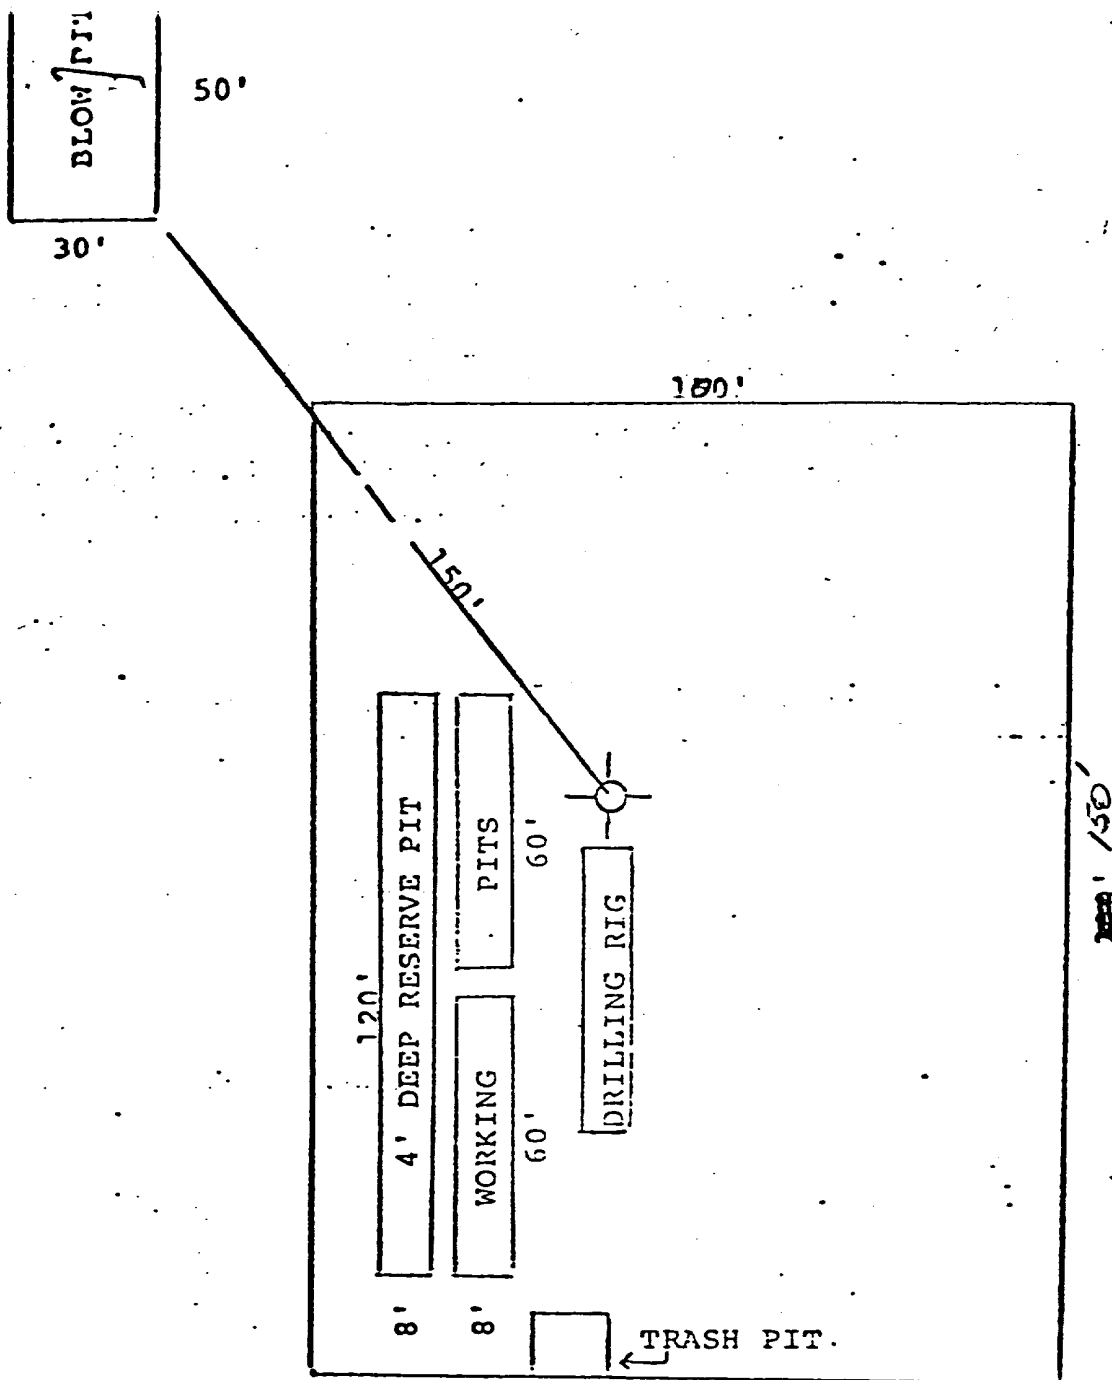 BLOW PIT
50'
30'
150'
4' DEEP RESERVE PIT
120'
8'
WORKING
PITS
60'
60'
8'
DRILLING RIG
TRASH PIT.
150'